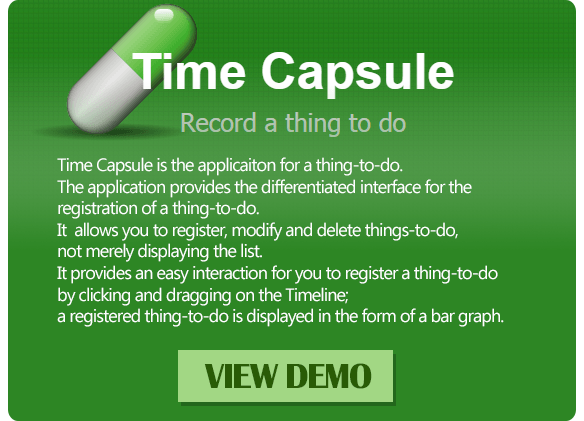 Time Capsule
Record a thing to do
Time Capsule is the applicaiton for a thing-to-do.
The application provides the differentiated interface for the
registration of a thing-to-do.
It allows you to register, modify and delete things-to-do,
not merely displaying the list.
It provides an easy interaction for you to register a thing-to-do
by clicking and dragging on the Timeline;
a registered thing-to-do is displayed in the form of a bar graph.
VIEW DEMO